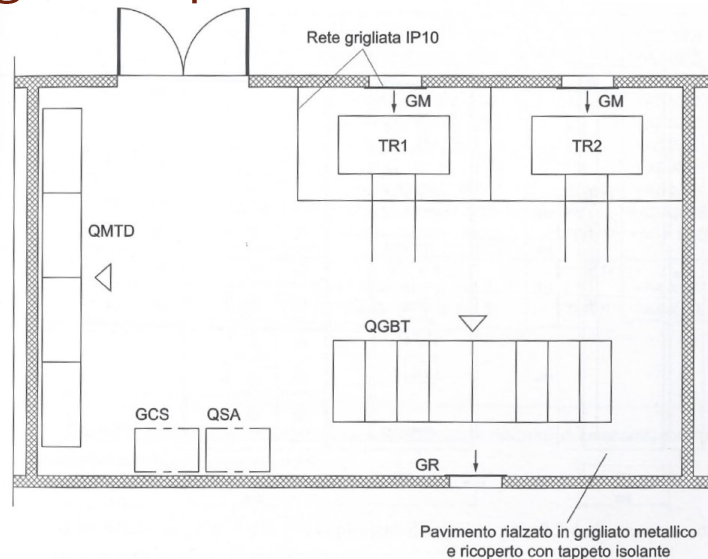 Rete grigliata IP10
GM
GM
TR1
TR2
QMTD
QGBT
GCS
QSA
GR
Pavimento rialzato in grigliato metallico
e ricoperto con tappeto isolante